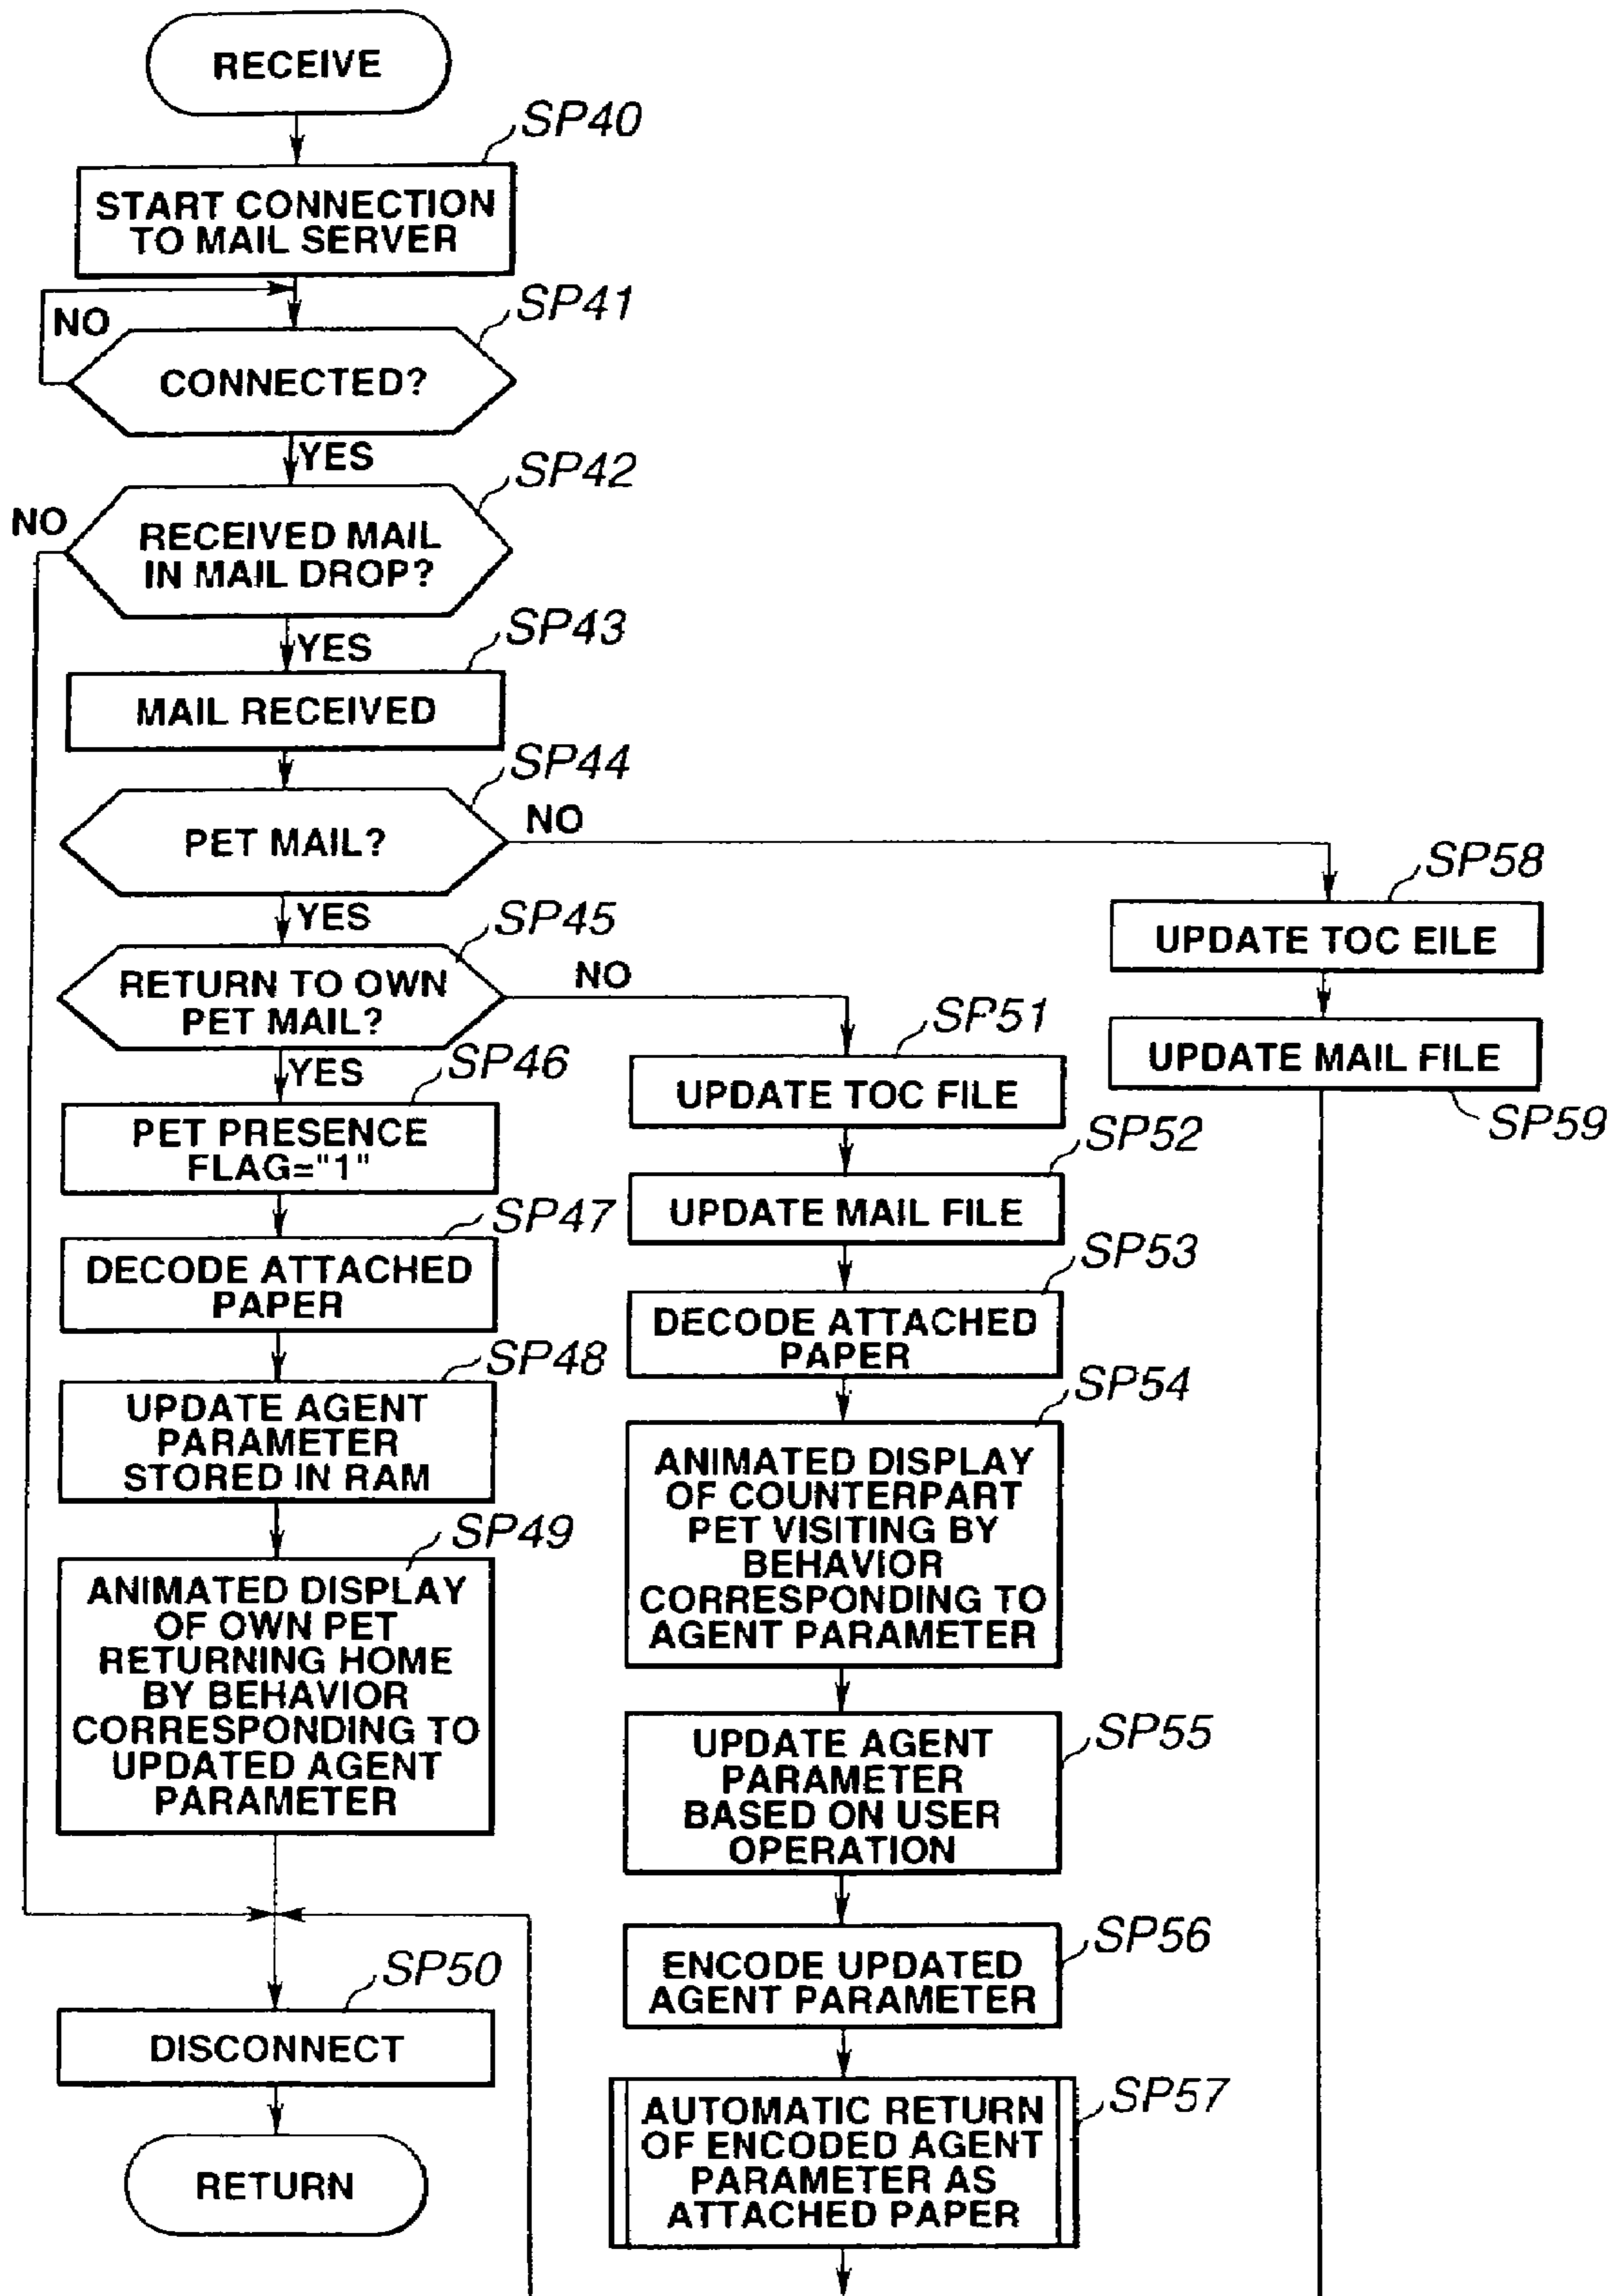 RECEIVE
SP40
START CONNECTION
TO MAIL SERVER
SP41
NO
CONNECTED?
YES
SP42
NO
RECEIVED MAIL
IN MAIL DROP?
YES
SP43
MAIL RECEIVED
SP44
PET MAIL?
NO
YES
SP45
RETURN TO OWN
PET MAIL?
NO
YES
SP46
PET PRESENCE
FLAG="1"
SP47
DECODE ATTACHED
PAPER
SP48
UPDATE AGENT
PARAMETER
STORED IN RAM
SP49
ANIMATED DISPLAY
OF OWN PET
RETURNING HOME
BY BEHAVIOR
CORRESPONDING TO
UPDATED AGENT
PARAMETER
SP50
DISCONNECT
RETURN
SP51
UPDATE TOC FILE
SP52
UPDATE MAIL FILE
SP53
DECODE ATTACHED
PAPER
SP54
ANIMATED DISPLAY
OF COUNTERPART
PET VISITING BY
BEHAVIOR
CORRESPONDING TO
AGENT PARAMETER
SP55
UPDATE AGENT
PARAMETER
BASED ON USER
OPERATION
SP56
ENCODE UPDATED
AGENT PARAMETER
SP57
AUTOMATIC RETURN
OF ENCODED AGENT
PARAMETER AS
ATTACHED PAPER
SP58
UPDATE TOC EILE
UPDATE MAIL FILE
SP59